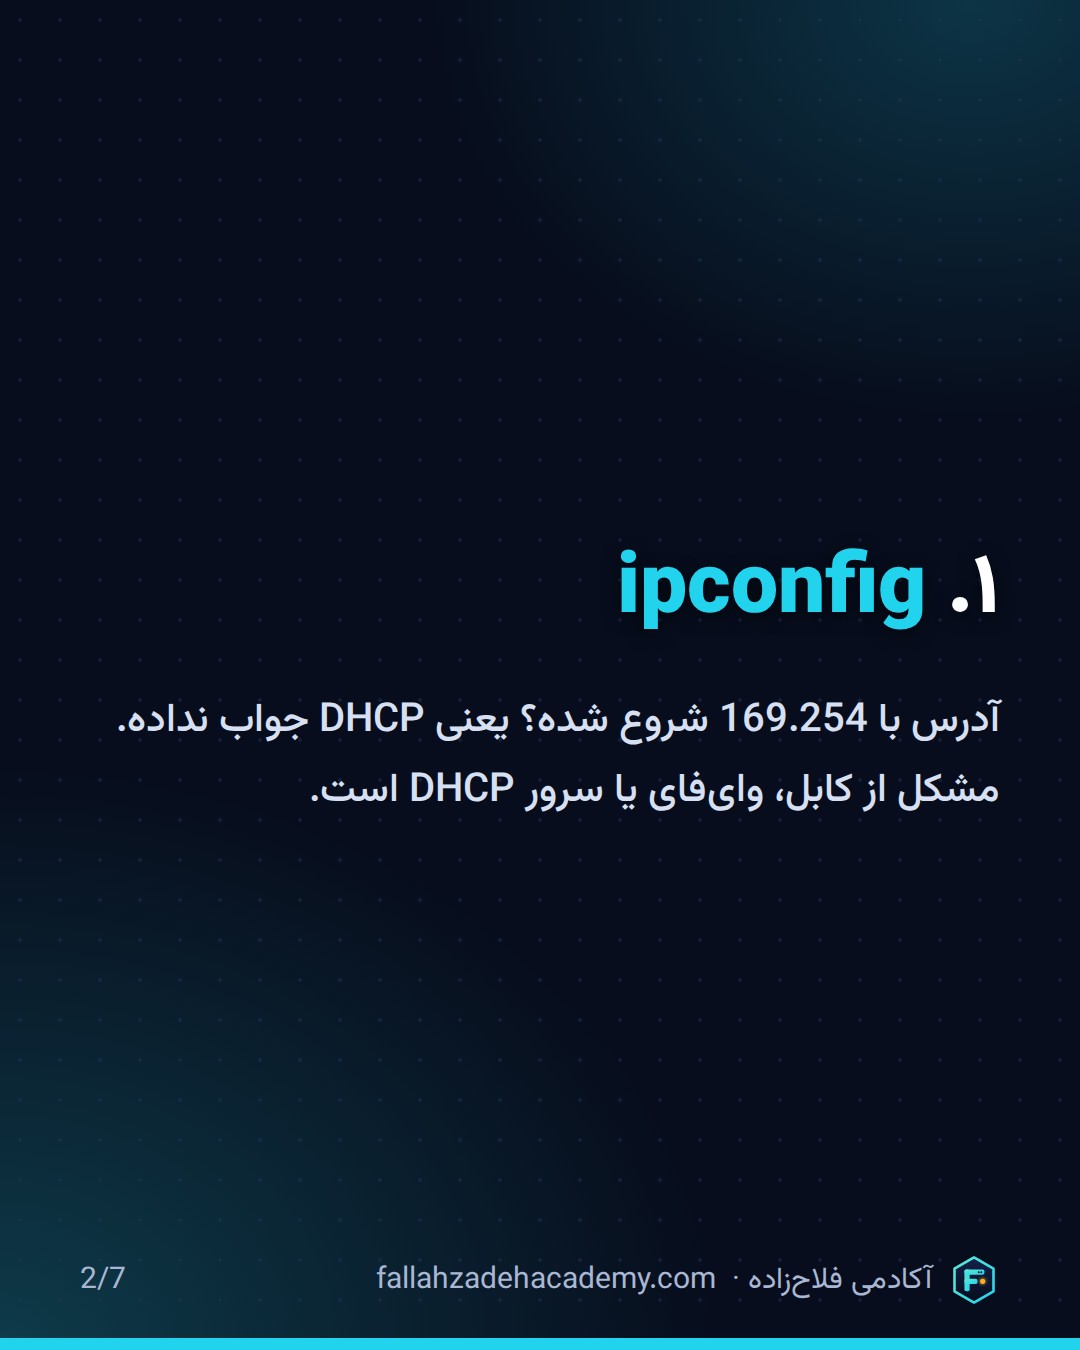 ۱. ipconfig
آدرس با 169.254 شروع شده؟ یعنی DHCP جواب نداده.
مشکل از کابل، وای‌فای یا سرور DHCP است.
آکادمی فلاح‌زاده · fallahzadehacademy.com
2/7